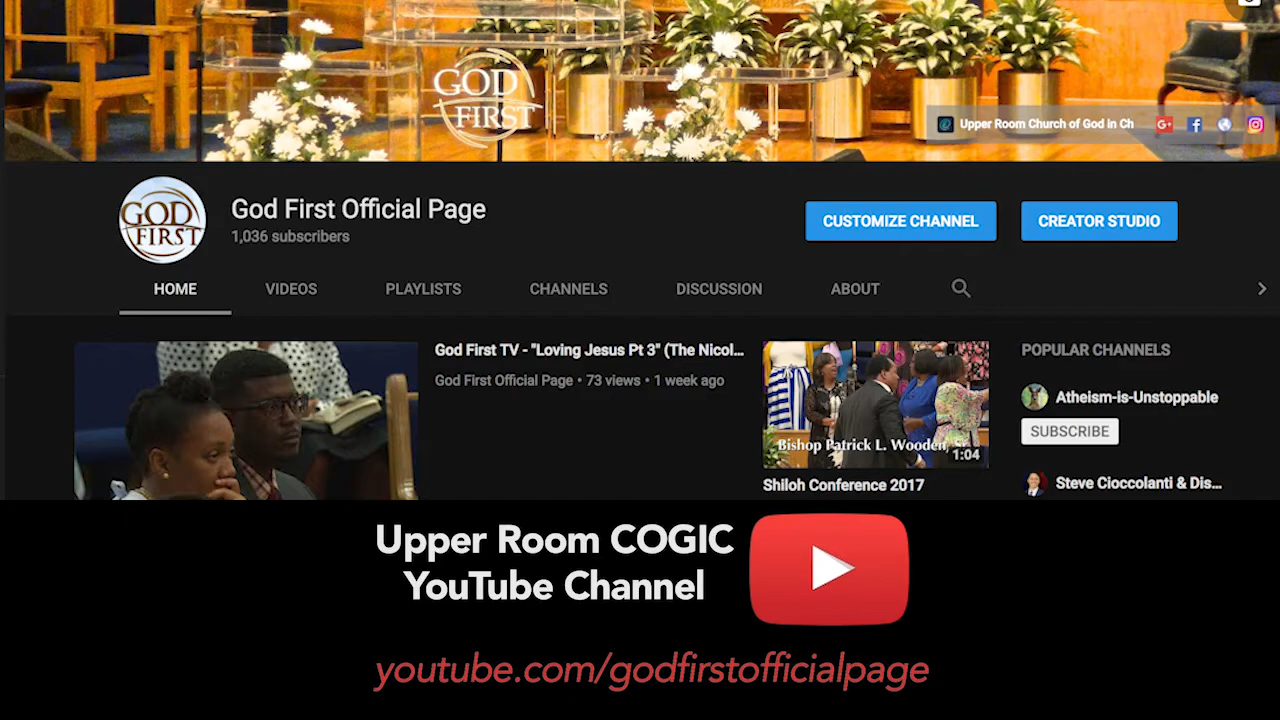 GOD
FIRST
Upper Room Church of God in Ch
GOD
FIRST
God First Official Page
1,036 subscribers
CUSTOMIZE CHANNEL
CREATOR STUDIO
HOME VIDEOS PLAYLISTS CHANNELS DISCUSSION ABOUT
God First TV - "Loving Jesus Pt 3" (The Nicol...
God First Official Page • 73 views • 1 week ago
Bishop Patrick L. Wooden, Sr.
1:04
Shiloh Conference 2017
POPULAR CHANNELS
Atheism-is-Unstoppable
SUBSCRIBE
Steve Cioccolanti & Dis...
Upper Room COGIC
YouTube Channel
youtube.com/godfirstofficialpage